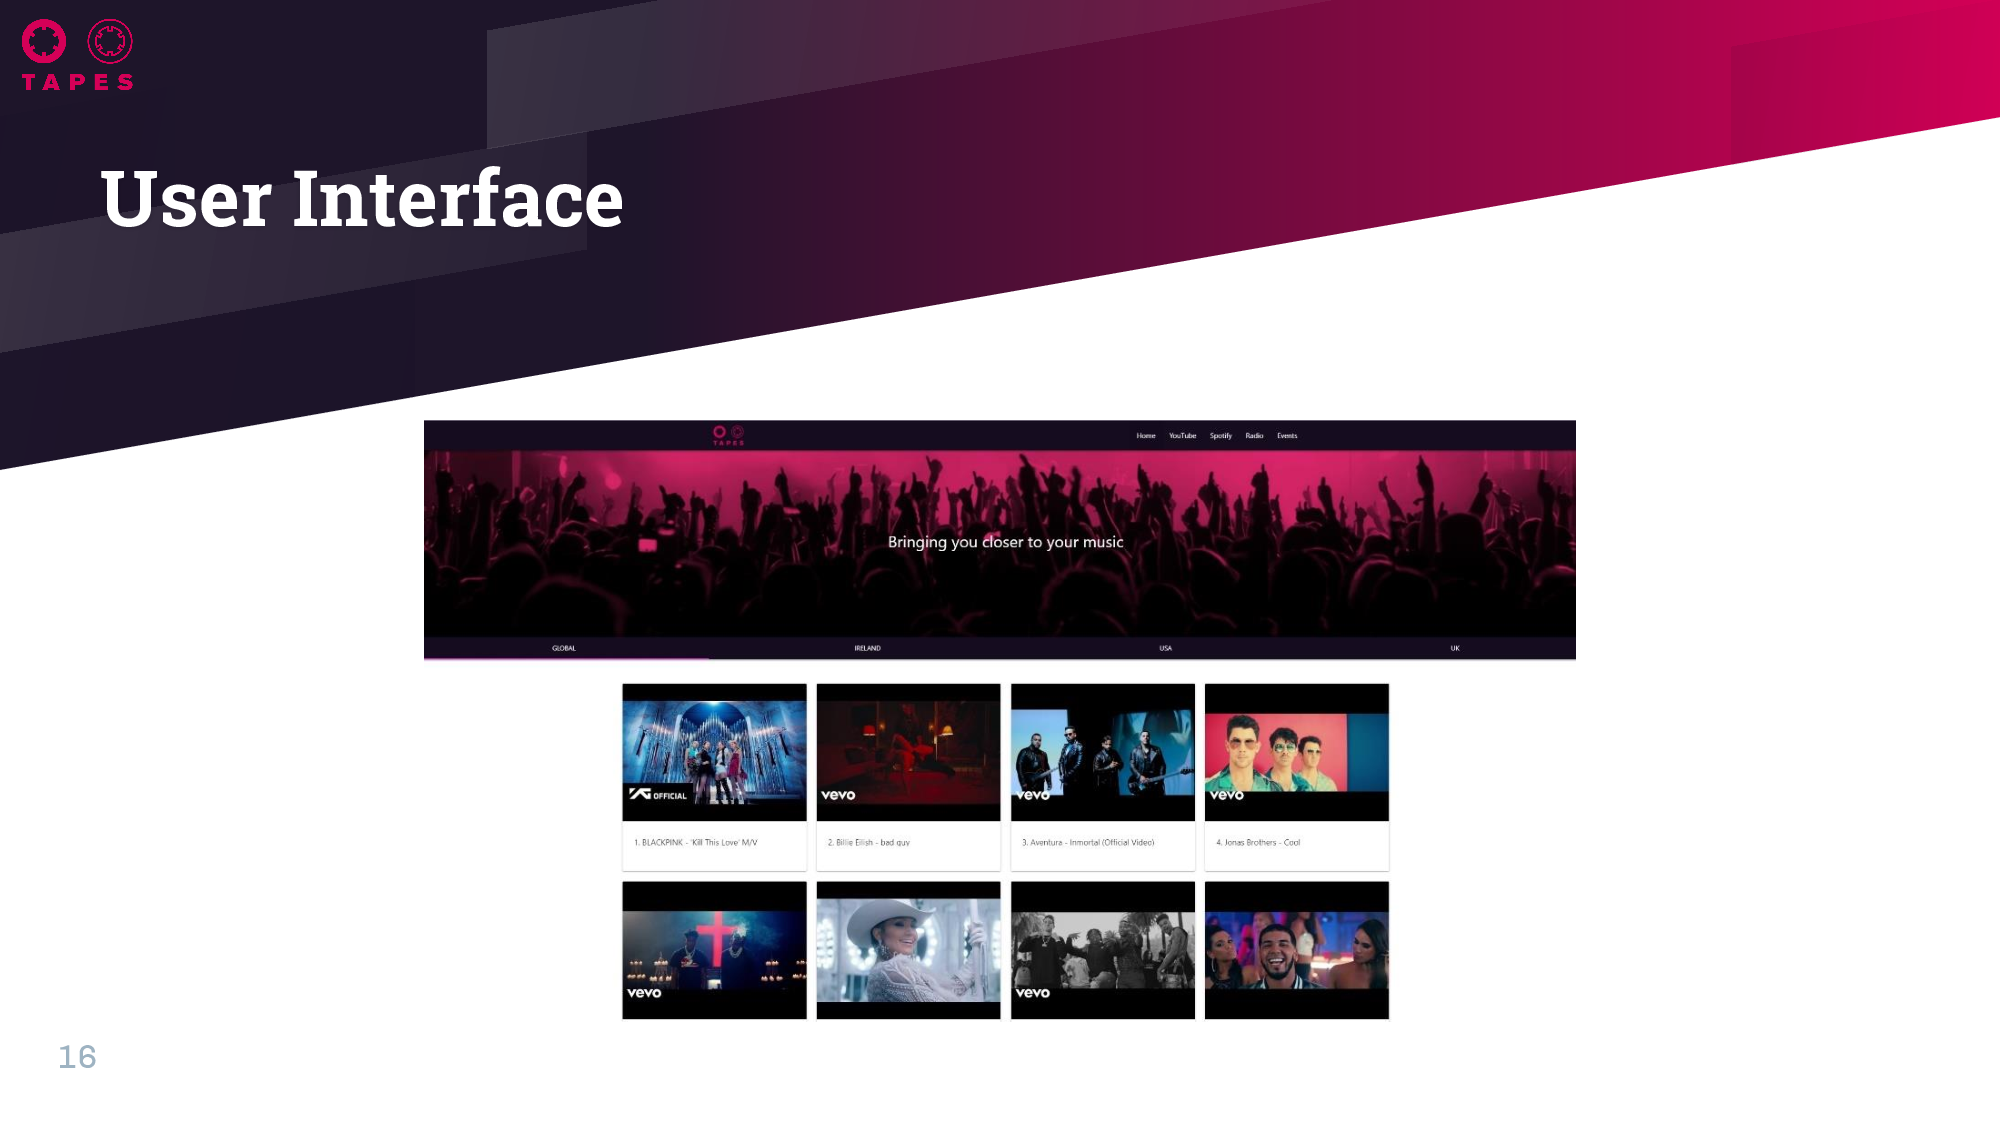 TAPES
User Interface
TAPES
Home YouTube Spotify Radio Events
Bringing you closer to your music
GLOBAL IRELAND USA UK
YG OFFICIAL vevo vevo vevo
1. BLACKPINK - 'Kill This Love' M/V 2. Billie Eilish - bad guy 3. Aventura - Inmortal (Official Video) 4. Jonas Brothers - Cool
vevo vevo
16